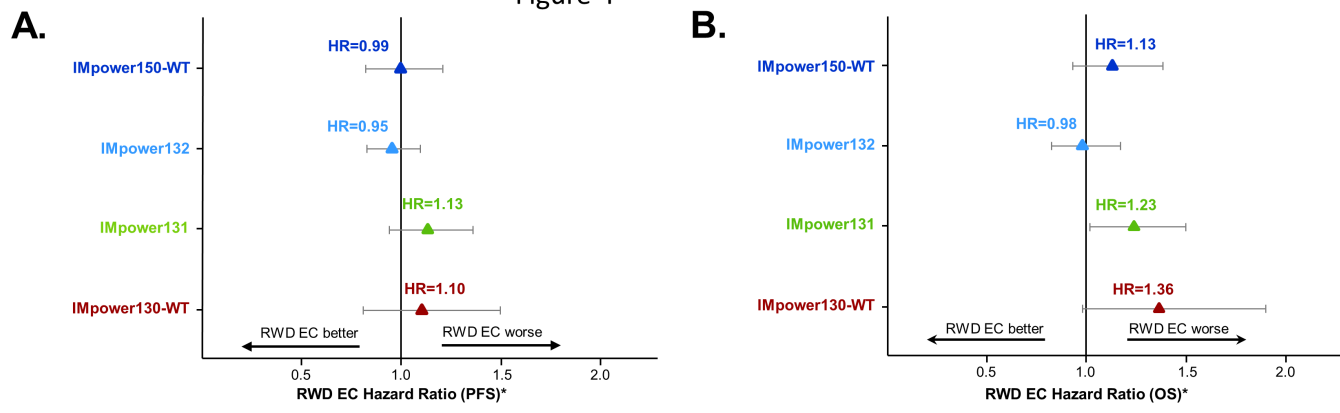 A.
HR=0.99
IMpower150-WT
HR=0.95
IMpower132
HR=1.13
IMpower131
HR=1.10
IMpower130-WT
RWD EC better
RWD EC worse
0.5
1.0
1.5
2.0
RWD EC Hazard Ratio (PFS)*
B.
HR=1.13
IMpower150-WT
HR=0.98
IMpower132
HR=1.23
IMpower131
HR=1.36
IMpower130-WT
RWD EC better
RWD EC worse
0.5
1.0
1.5
2.0
RWD EC Hazard Ratio (OS)*